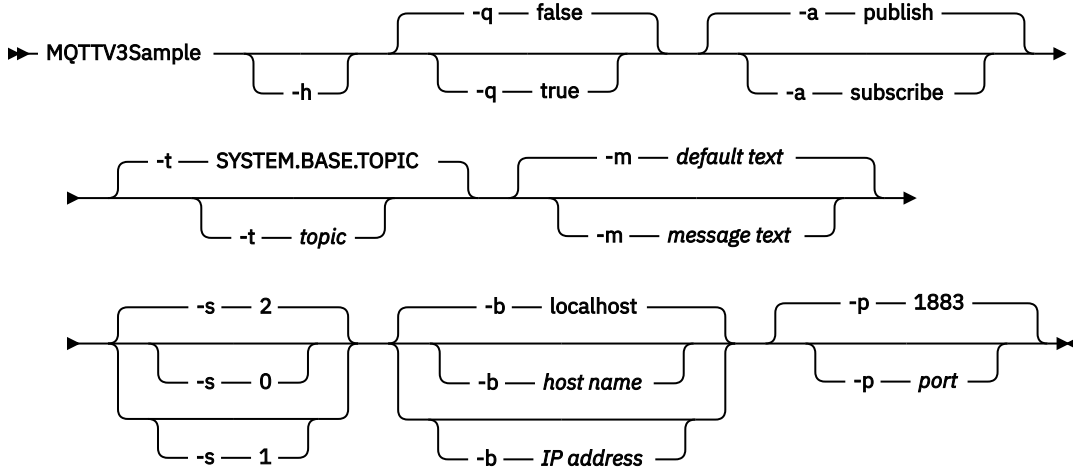 -q false -a publish
MQTTV3Sample
-h -q true -a subscribe
-t SYSTEM.BASE.TOPIC -m default text
-t topic -m message text
-s 2 -b localhost -p 1883
-s 0 -b host name -p port
-s 1 -b IP address